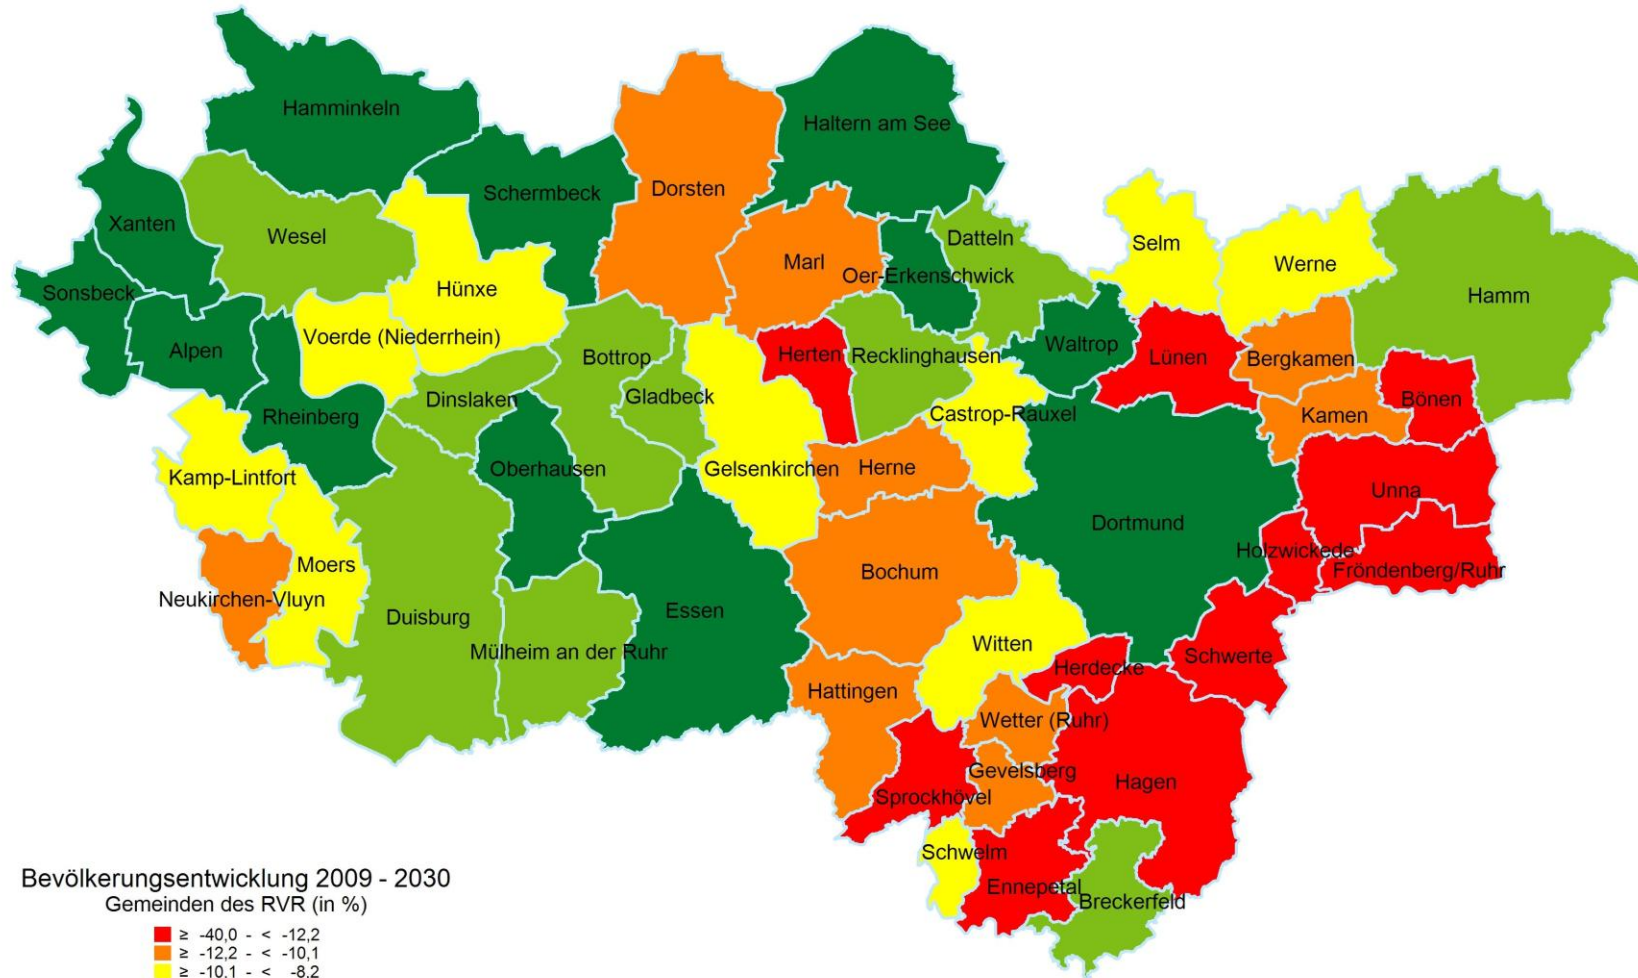 Hamminkeln
Haltern am See
Schermbeck
Dorsten
Xanten
Wesel
Datteln
Selm
Werne
Marl
Oer-Erkenschwick
Hünxe
Sonsbeck
Hamm
Voerde (Niederrhein)
Alpen
Bottrop
Herten
Recklinghausen
Waltrop
Lünen
Bergkamen
Dinslaken
Gladbeck
Bönen
Rheinberg
Castrop-Rauxel
Kamen
Kamp-Lintfort
Oberhausen
Gelsenkirchen
Herne
Unna
Dortmund
Holzwickede
Moers
Bochum
Fröndenberg/Ruhr
Neukirchen-Vluyn
Duisburg
Essen
Mülheim an der Ruhr
Witten
Herdecke
Schwerte
Hattingen
Wetter (Ruhr)
Gevelsberg
Hagen
Sprockhövel
Schwelm
Ennepetal
Breckerfeld
Bevölkerungsentwicklung 2009 - 2030
Gemeinden des RVR (in %)
≥ -40,0 - < -12,2
≥ -12,2 - < -10,1
≥ -10,1 - < -8,2